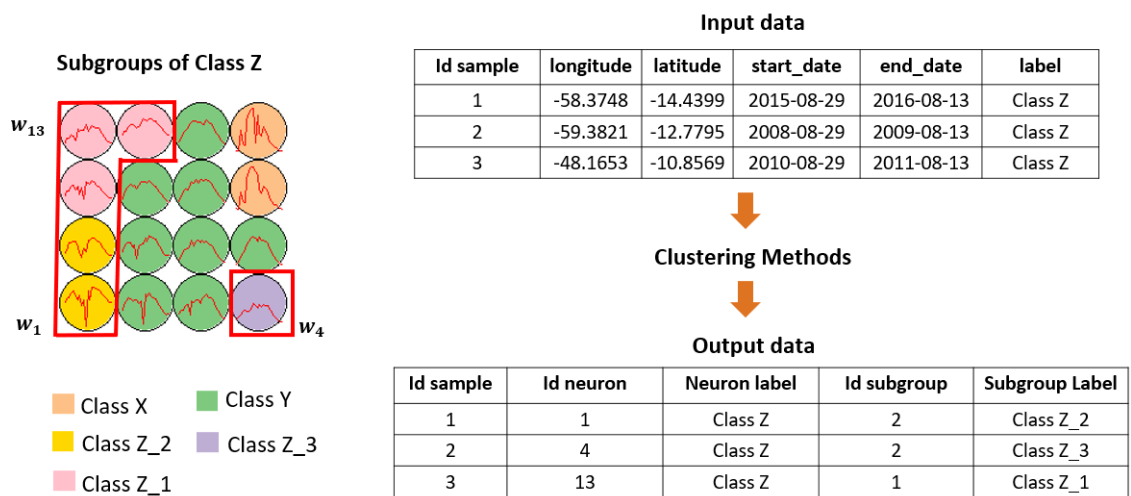 Subgroups of Class Z
w13
w1
w4
Class X
Class Y
Class Z_2
Class Z_3
Class Z_1
Input data
Id sample longitude latitude start_date end_date label
1 -58.3748 -14.4399 2015-08-29 2016-08-13 Class Z
2 -59.3821 -12.7795 2008-08-29 2009-08-13 Class Z
3 -48.1653 -10.8569 2010-08-29 2011-08-13 Class Z
Clustering Methods
Output data
Id sample Id neuron Neuron label Id subgroup Subgroup Label
1 1 Class Z 2 Class Z_2
2 4 Class Z 2 Class Z_3
3 13 Class Z 1 Class Z_1